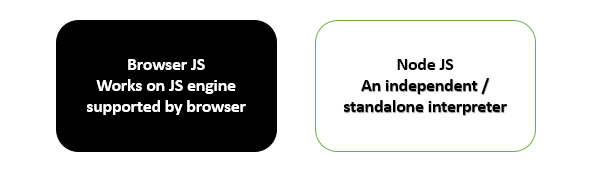 Browser JS
Works on JS engine
supported by browser
Node JS
An independent /
standalone interpreter